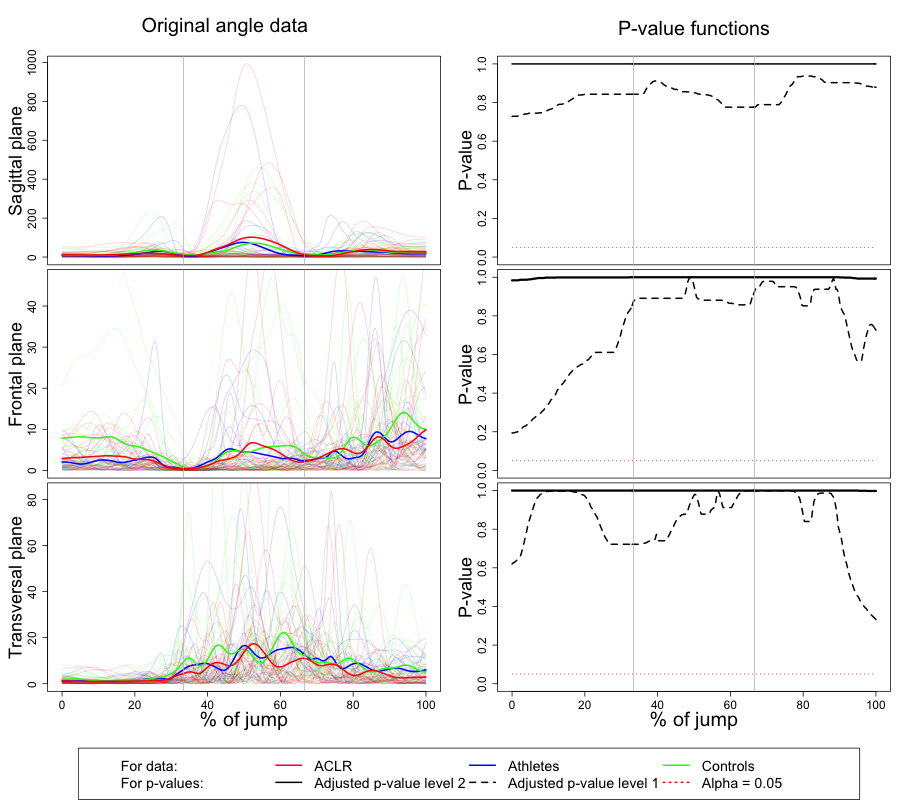 Original angle data
P-value functions
Sagittal plane
0 200 400 600 800 1000
P-value
0.0 0.2 0.4 0.6 0.8 1.0
Frontal plane
0 10 20 30 40
P-value
0.0 0.2 0.4 0.6 0.8 1.0
Transversal plane
0 20 40 60 80
P-value
0.0 0.2 0.4 0.6 0.8 1.0
0 20 40 60 80 100
% of jump
0 20 40 60 80 100
% of jump
For data: ACLR Athletes Controls
For p-values: Adjusted p-value level 2 Adjusted p-value level 1 Alpha = 0.05